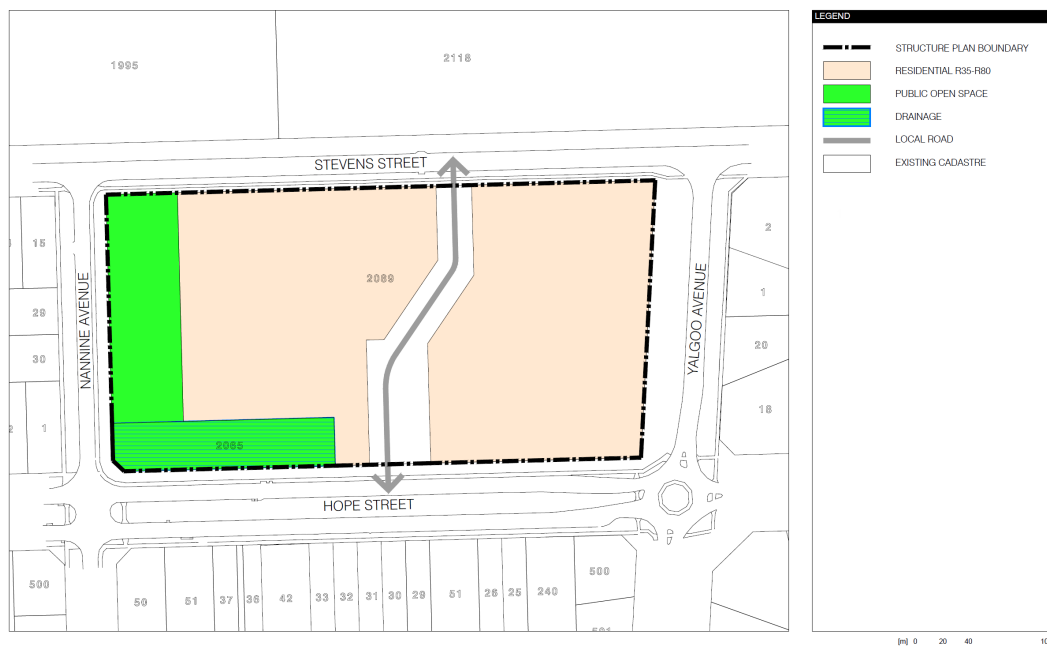 LEGEND
STRUCTURE PLAN BOUNDARY
RESIDENTIAL R35-R80
PUBLIC OPEN SPACE
DRAINAGE
LOCAL ROAD
EXISTING CADASTRE
1995
2118
STEVENS STREET
15
29
30
1
NANNINE AVENUE
2089
2085
YALGOO AVENUE
2
1
20
18
HOPE STREET
500
50
51
37
38
42
33
32
31
30
29
51
26
25
240
500
[m] 0 20 40